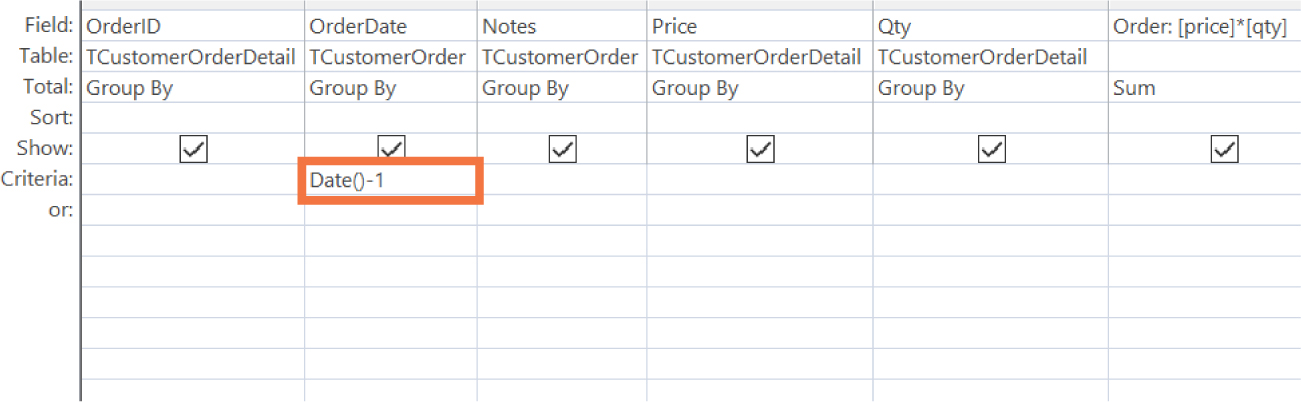 Field: OrderID OrderDate Notes Price Qty Order: [price]*[qty]
Table: TCustomerOrderDetail TCustomerOrder TCustomerOrder TCustomerOrderDetail TCustomerOrderDetail
Total: Group By Group By Group By Group By Group By Sum
Sort:
Show:
Criteria: Date()-1
or: